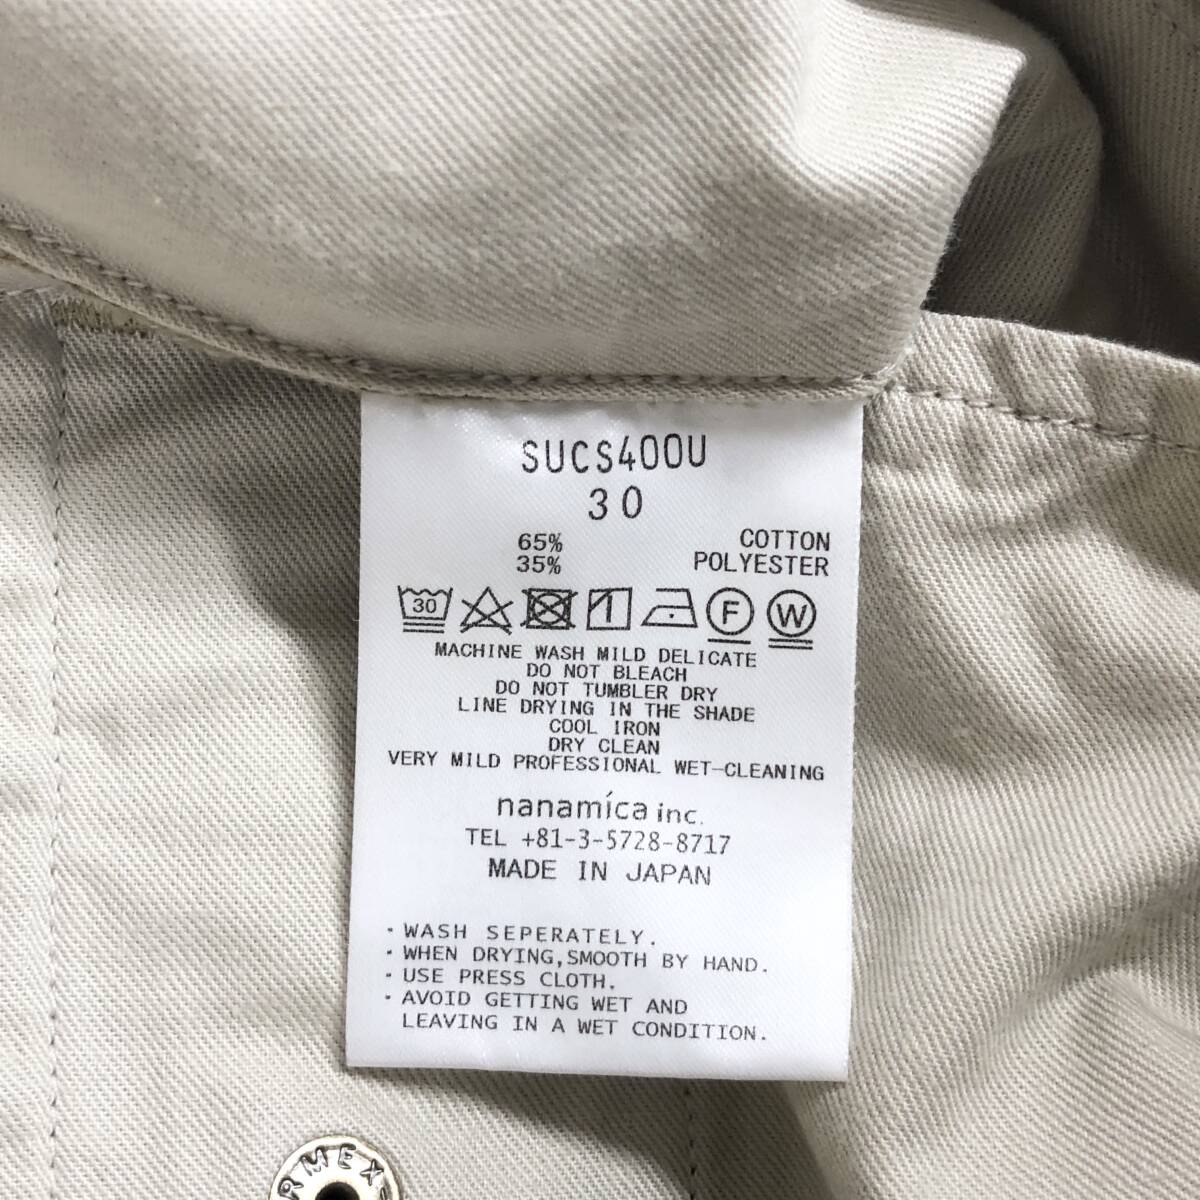 SUCS400U
30
65% COTTON
35% POLYESTER
30 F W
MACHINE WASH MILD DELICATE
DO NOT BLEACH
DO NOT TUMBLER DRY
LINE DRYING IN THE SHADE
COOL IRON
DRY CLEAN
VERY MILD PROFESSIONAL WET-CLEANING
nanamíca inc.
TEL +81-3-5728-8717
MADE IN JAPAN
・WASH SEPERATELY.
・WHEN DRYING,SMOOTH BY HAND.
・USE PRESS CLOTH.
・AVOID GETTING WET AND
LEAVING IN A WET CONDITION.